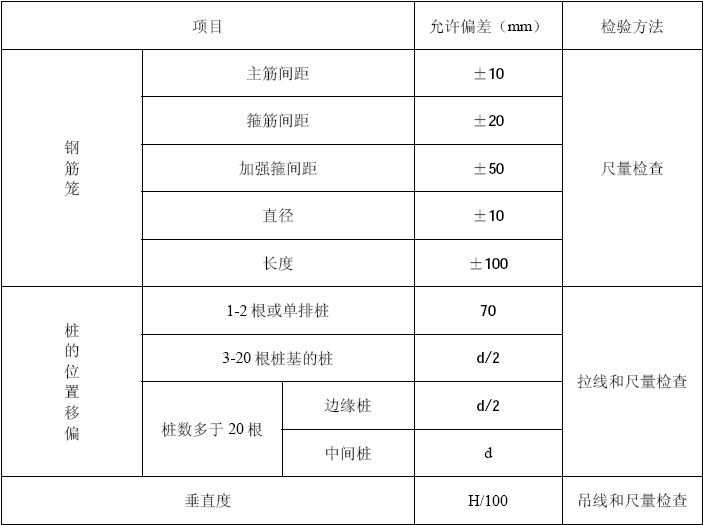 项目 允许偏差（mm） 检验方法
钢筋笼 主筋间距 ±10 尺量检查
箍筋间距 ±20
加强箍间距 ±50
直径 ±10
长度 ±100
桩的位置移偏 1-2根或单排桩 70 拉线和尺量检查
3-20根桩基的桩 d/2
桩数多于20根 边缘桩 d/2
中间桩 d
垂直度 H/100 吊线和尺量检查